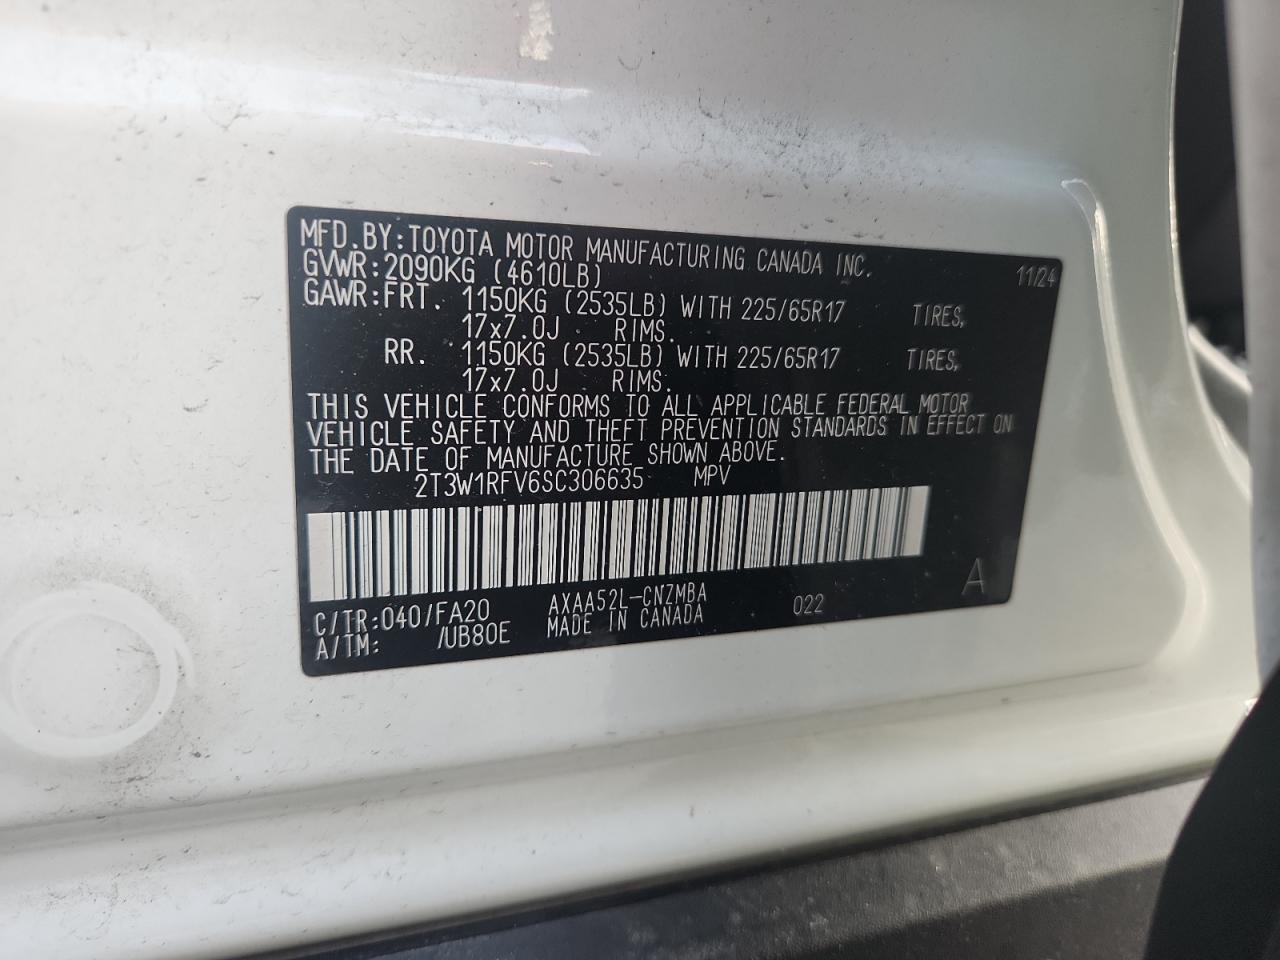 MFD.BY:TOYOTA MOTOR MANUFACTURING CANADA INC.
GVWR:2090KG (4610LB) 11/24
GAWR:FRT. 1150KG (2535LB) WITH 225/65R17 TIRES,
17x7.0J RIMS.
RR. 1150KG (2535LB) WITH 225/65R17 TIRES,
17x7.0J RIMS.
THIS VEHICLE CONFORMS TO ALL APPLICABLE FEDERAL MOTOR
VEHICLE SAFETY AND THEFT PREVENTION STANDARDS IN EFFECT ON
THE DATE OF MANUFACTURE SHOWN ABOVE.
2T3W1RFV6SC306635 MPV
C/TR:040/FA20 AXAA52L-CNZMBA 022 A
A/TM: /UB80E MADE IN CANADA